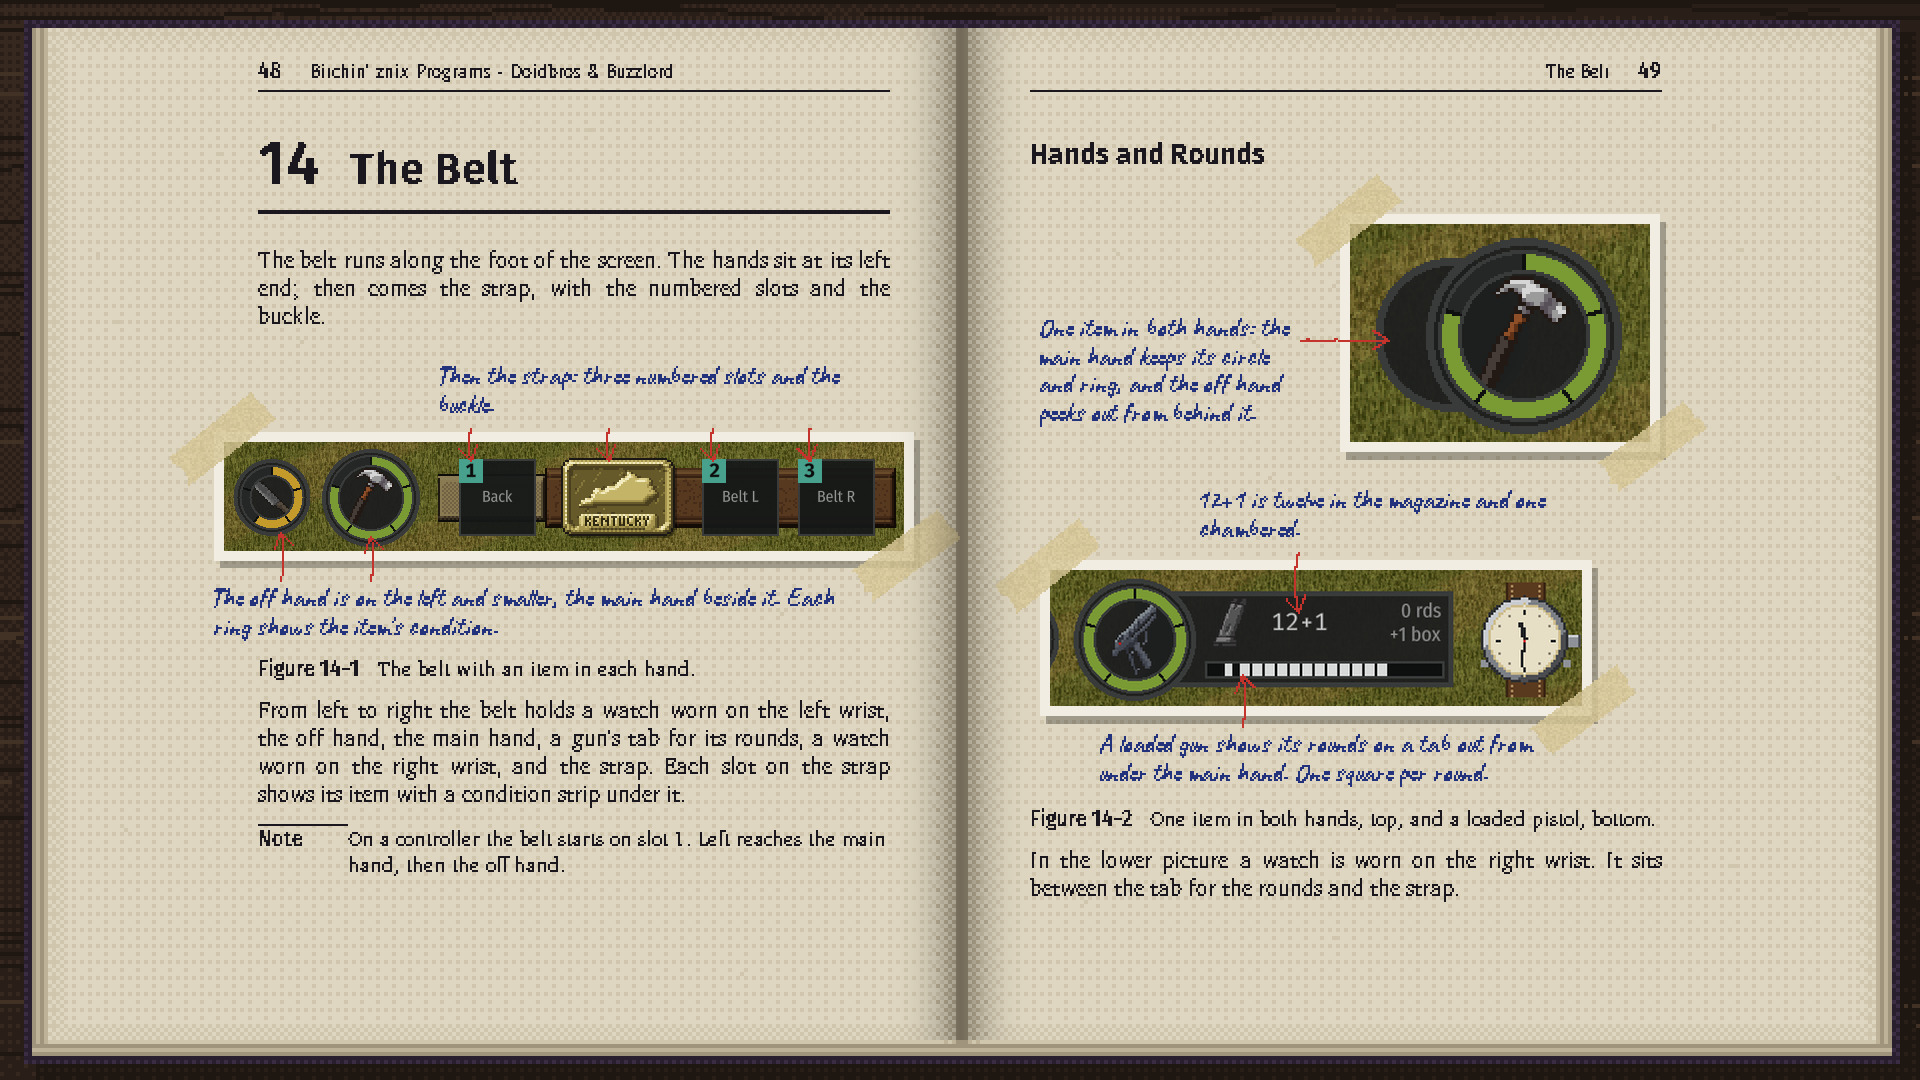 48 Birchin' znix Programs - Doidbros & Buzzlord
14 The Belt
The belt runs along the foot of the screen. The hands sit at its left
end; then comes the strap, with the numbered slots and the
buckle.
Then the strap: three numbered slots and the
buckle.
1
Back
KENTUCKY
2
Belt L
3
Belt R
The off hand is on the left and smaller, the main hand beside it. Each
ring shows the item's condition.
Figure 14-1 The belt with an item in each hand.
From left to right the belt holds a watch worn on the left wrist,
the off hand, the main hand, a gun's tab for its rounds, a watch
worn on the right wrist, and the strap. Each slot on the strap
shows its item with a condition strip under it.
Note On a controller the belt starts on slot 1. Left reaches the main
hand, then the off hand.
The Belt 49
Hands and Rounds
One item in both hands: the
main hand keeps its circle
and ring, and the off hand
peeks out from behind it.
12+1 is twelve in the magazine and one
chambered.
12+1
0 rds
+1 box
A loaded gun shows its rounds on a tab out from
under the main hand. One square per round.
Figure 14-2 One item in both hands, top, and a loaded pistol, bottom.
In the lower picture a watch is worn on the right wrist. It sits
between the tab for the rounds and the strap.